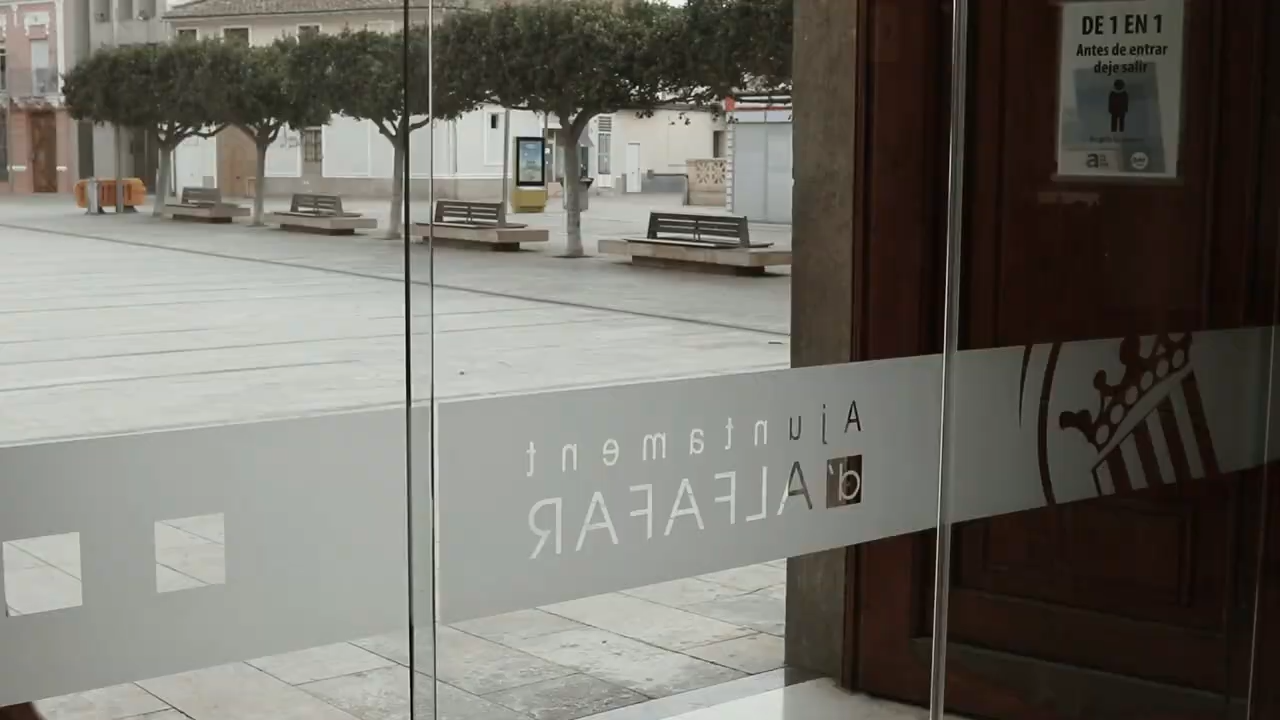 DE 1 EN 1
Antes de entrar
deje salir
a
Ajuntament
d'ALFAFAR